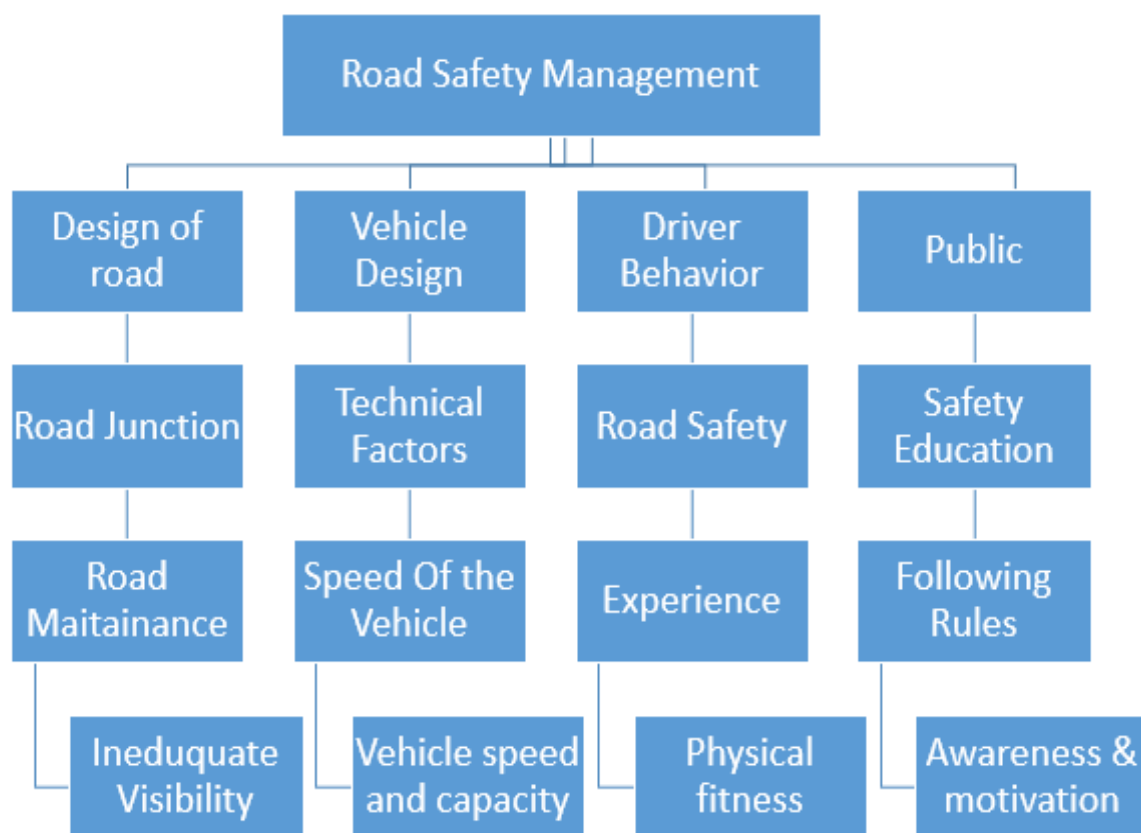 Road Safety Management
Design of
road
Vehicle
Design
Driver
Behavior
Public
Road Junction
Technical
Factors
Road Safety
Safety
Education
Road
Maitainance
Speed Of the
Vehicle
Experience
Following
Rules
Ineduquate
Visibility
Vehicle speed
and capacity
Physical
fitness
Awareness &
motivation